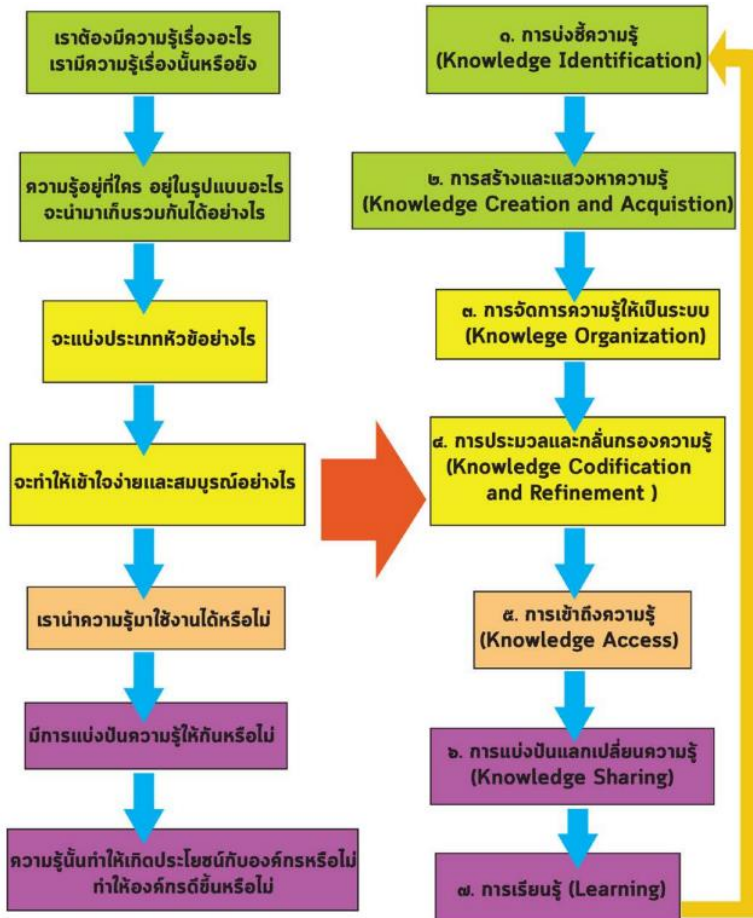 เราต้องมีความรู้เรื่องอะไร
เรามีความรู้เรื่องนั้นหรือยัง
ความรู้อยู่ที่ใคร อยู่ในรูปแบบอะไร
จะนำมาเก็บรวมกันได้อย่างไร
จะแบ่งประเภทหัวข้ออย่างไร
จะทำให้เข้าใจง่ายและสมบูรณ์อย่างไร
เรานำความรู้มาใช้งานได้หรือไม่
มีการแบ่งปันความรู้ให้กันหรือไม่
ความรู้นั้นทำให้เกิดประโยชน์กับองค์กรหรือไม่
ทำให้องค์กรดีขึ้นหรือไม่
๑. การบ่งชี้ความรู้
(Knowledge Identification)
๒. การสร้างและแสวงหาความรู้
(Knowledge Creation and Acquistion)
๓. การจัดการความรู้ให้เป็นระบบ
(Knowlege Organization)
๔. การประมวลและกลั่นกรองความรู้
(Knowledge Codification
and Refinement )
๕. การเข้าถึงความรู้
(Knowledge Access)
๖. การแบ่งปันแลกเปลี่ยนความรู้
(Knowledge Sharing)
๗. การเรียนรู้ (Learning)